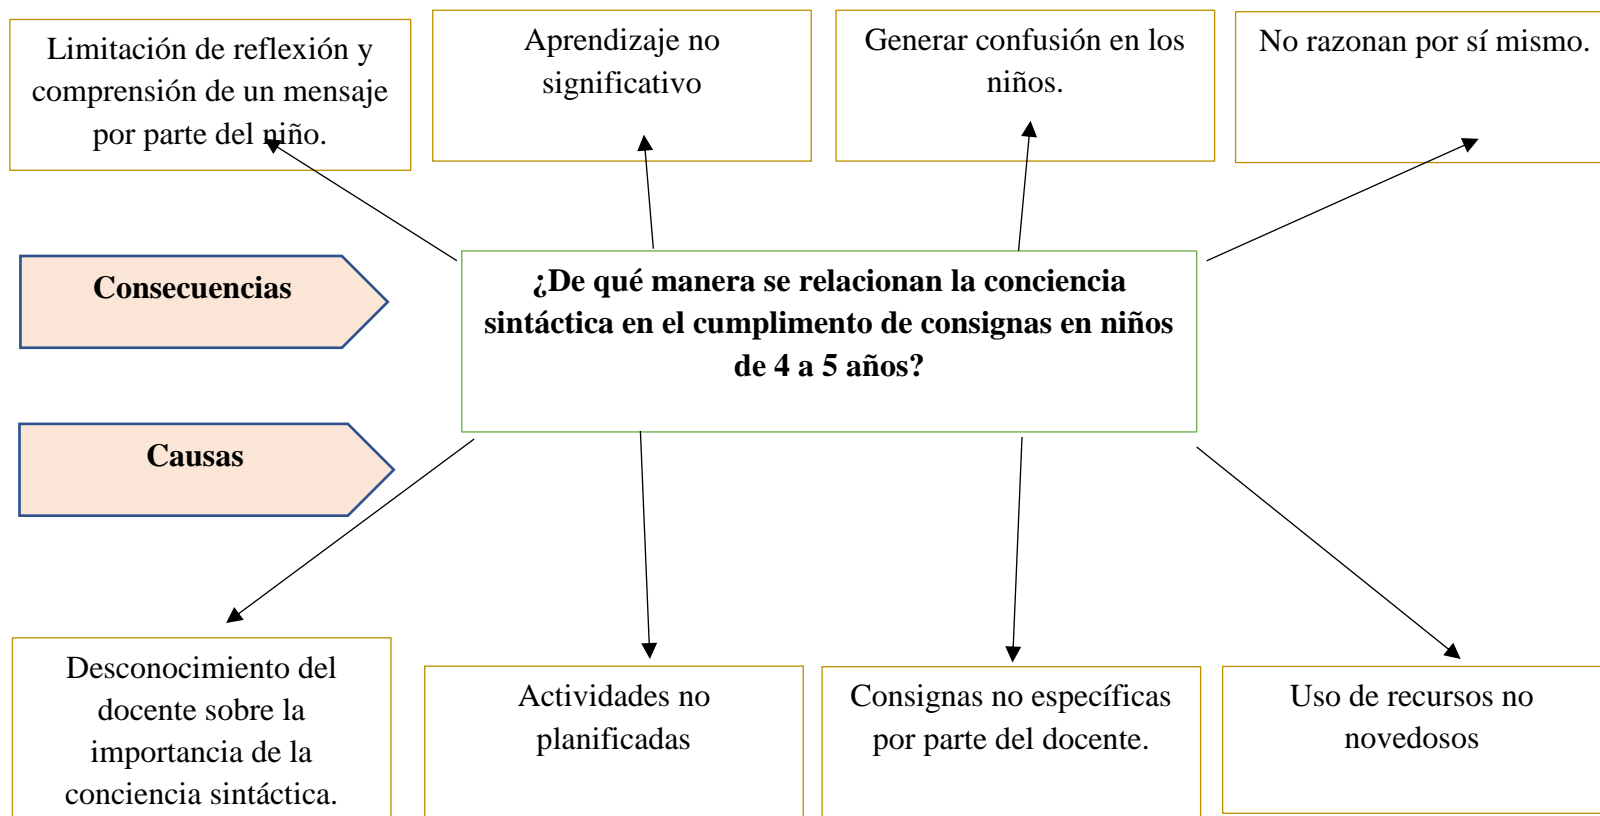 Limitación de reflexión y
comprensión de un mensaje
por parte del niño.
Aprendizaje no
significativo
Generar confusión en los
niños.
No razonan por sí mismo.
Consecuencias
¿De qué manera se relacionan la conciencia
sintáctica en el cumplimento de consignas en niños
de 4 a 5 años?
Causas
Desconocimiento del
docente sobre la
importancia de la
conciencia sintáctica.
Actividades no
planificadas
Consignas no específicas
por parte del docente.
Uso de recursos no
novedosos